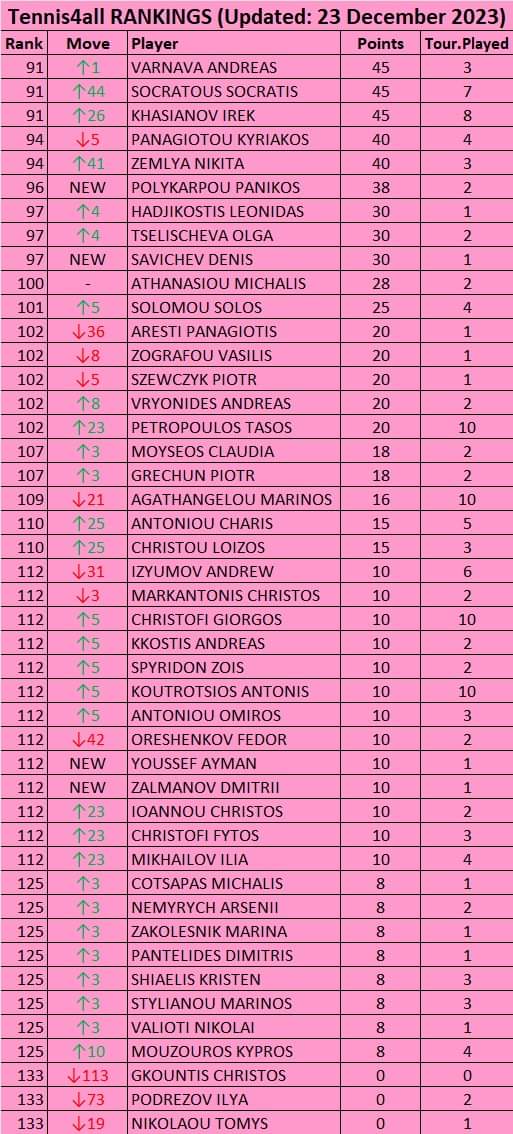 Tennis4all RANKINGS (Updated: 23 December 2023)
Rank Move Player Points Tour.Played
91 ↑1 VARNAVA ANDREAS 45 3
91 ↑44 SOCRATOUS SOCRATIS 45 7
91 ↑26 KHASIANOV IREK 45 8
94 ↓5 PANAGIOTOU KYRIAKOS 40 4
94 ↑41 ZEMLYA NIKITA 40 3
96 NEW POLYKARPOU PANIKOS 38 2
97 ↑4 HADJIKOSTIS LEONIDAS 30 1
97 ↑4 TSELISCHEVA OLGA 30 2
97 NEW SAVICHEV DENIS 30 1
100 - ATHANASIOU MICHALIS 28 2
101 ↑5 SOLOMOU SOLOS 25 4
102 ↓36 ARESTI PANAGIOTIS 20 1
102 ↓8 ZOGRAFOU VASILIS 20 1
102 ↓5 SZEWCZYK PIOTR 20 1
102 ↑8 VRYONIDES ANDREAS 20 2
102 ↑23 PETROPOULOS TASOS 20 10
107 ↑3 MOYSEOS CLAUDIA 18 2
107 ↑3 GRECHUN PIOTR 18 2
109 ↓21 AGATHANGELOU MARINOS 16 10
110 ↑25 ANTONIOU CHARIS 15 5
110 ↑25 CHRISTOU LOIZOS 15 3
112 ↓31 IZYUMOV ANDREW 10 6
112 ↓3 MARKANTONIS CHRISTOS 10 2
112 ↑5 CHRISTOFI GIORGOS 10 10
112 ↑5 KKOSTIS ANDREAS 10 2
112 ↑5 SPYRIDON ZOIS 10 2
112 ↑5 KOUTROTSIOS ANTONIS 10 10
112 ↑5 ANTONIOU OMIROS 10 3
112 ↓42 ORESHENKOV FEDOR 10 2
112 NEW YOUSSEF AYMAN 10 1
112 NEW ZALMANOV DMITRII 10 1
112 ↑23 IOANNOU CHRISTOS 10 2
112 ↑23 CHRISTOFI FYTOS 10 3
112 ↑23 MIKHAILOV ILIA 10 4
125 ↑3 COTSAPAS MICHALIS 8 1
125 ↑3 NEMYRYCH ARSENII 8 2
125 ↑3 ZAKOLESNIK MARINA 8 1
125 ↑3 PANTELIDES DIMITRIS 8 1
125 ↑3 SHIAELIS KRISTEN 8 3
125 ↑3 STYLIANOU MARINOS 8 3
125 ↑3 VALIOTI NIKOLAI 8 1
125 ↑10 MOUZOUROS KYPROS 8 4
133 ↓113 GKOUNTIS CHRISTOS 0 0
133 ↓73 PODREZOV ILYA 0 2
133 ↓19 NIKOLAOU TOMYS 0 1